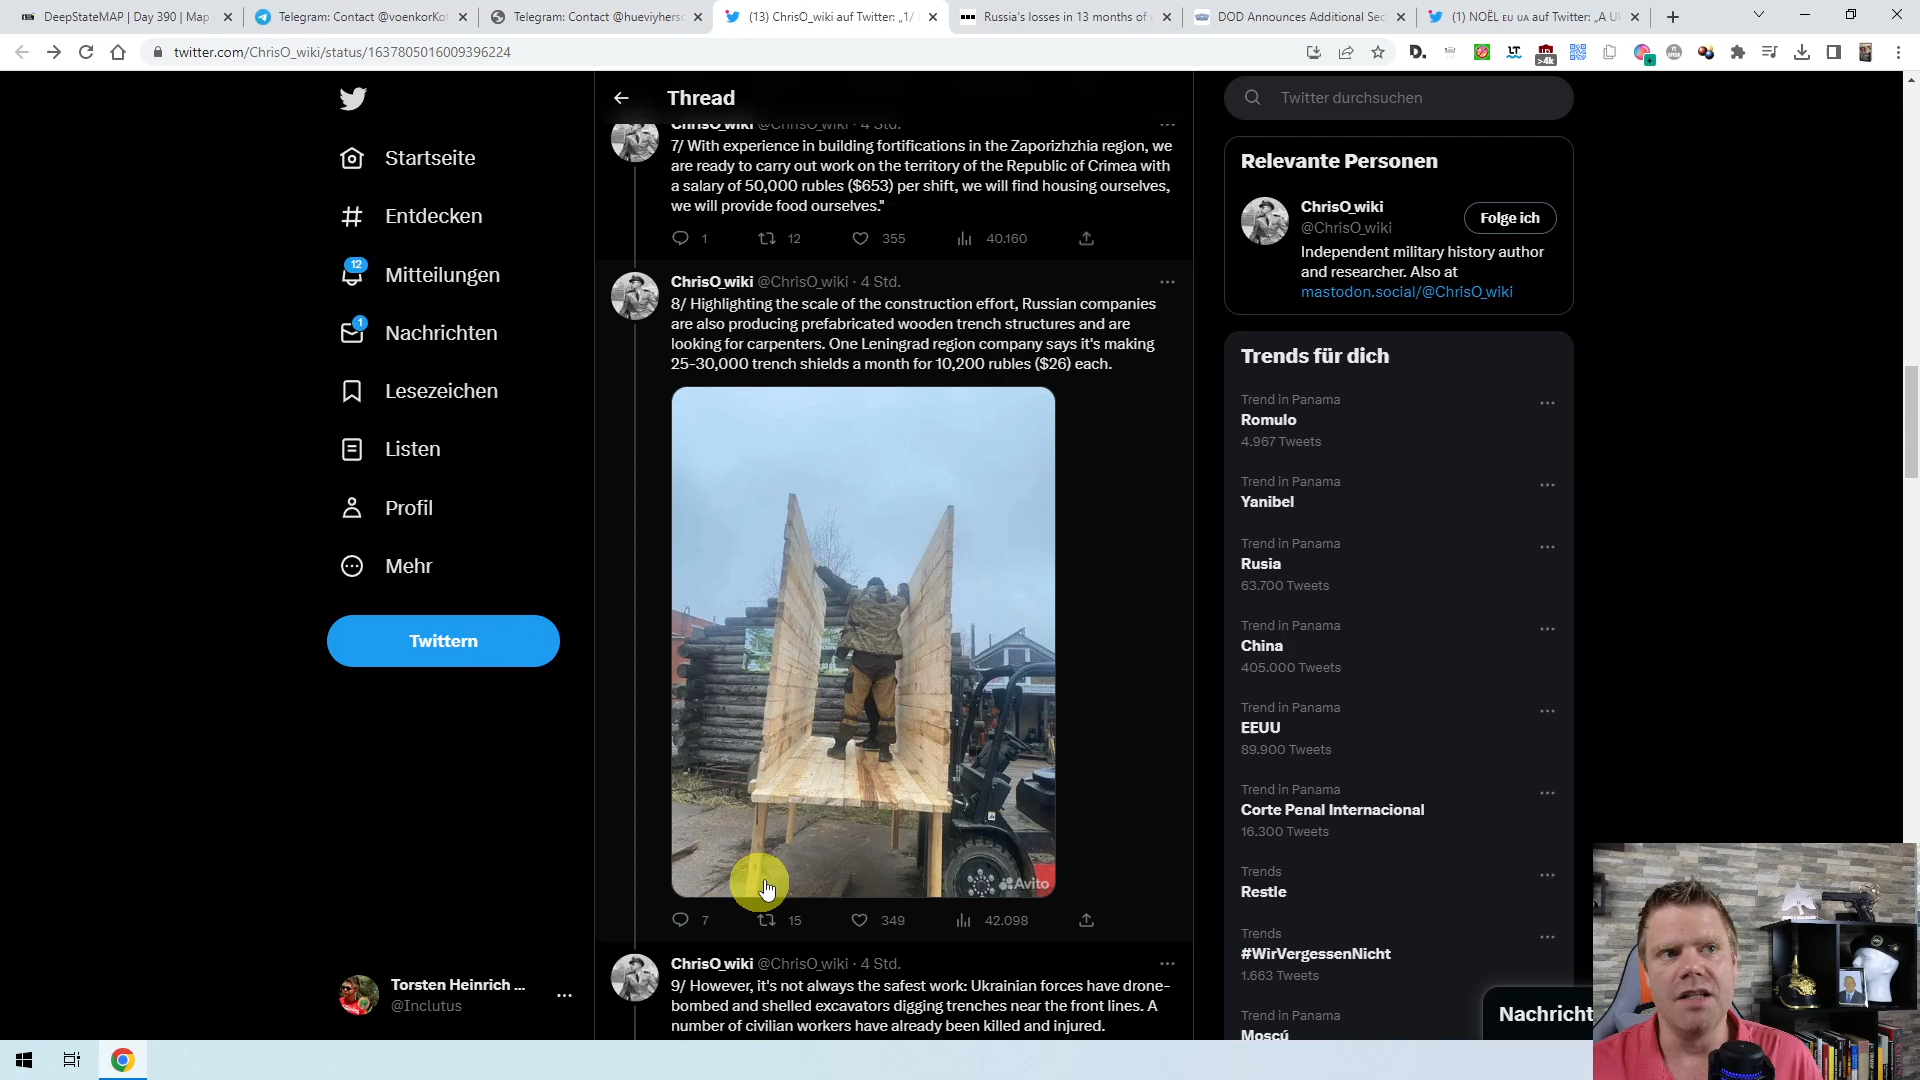 DeepStateMAP | Day 390 | Map
Telegram: Contact @voenkorKot
Telegram: Contact @hueviyhersc
(13) ChrisO_wiki auf Twitter: „1/
Russia's losses in 13 months of
DOD Announces Additional Sec
(1) NOËL EU UA auf Twitter: „A Uk
twitter.com/ChrisO_wiki/status/1637805016009396224
>4k
Startseite
Entdecken
12
Mitteilungen
1
Nachrichten
Lesezeichen
Listen
Profil
Mehr
Twittern
Torsten Heinrich ...
@Inclutus
Thread
ChrisO_wiki @ChrisO_wiki · 4 Std.
7/ With experience in building fortifications in the Zaporizhzhia region, we
are ready to carry out work on the territory of the Republic of Crimea with
a salary of 50,000 rubles ($653) per shift, we will find housing ourselves,
we will provide food ourselves."
1 12 355 40.160
ChrisO_wiki @ChrisO_wiki · 4 Std.
8/ Highlighting the scale of the construction effort, Russian companies
are also producing prefabricated wooden trench structures and are
looking for carpenters. One Leningrad region company says it's making
25-30,000 trench shields a month for 10,200 rubles ($26) each.
Avito
7 15 349 42.098
ChrisO_wiki @ChrisO_wiki · 4 Std.
9/ However, it's not always the safest work: Ukrainian forces have drone-
bombed and shelled excavators digging trenches near the front lines. A
number of civilian workers have already been killed and injured.
Twitter durchsuchen
Relevante Personen
ChrisO_wiki
@ChrisO_wiki
Folge ich
Independent military history author
and researcher. Also at
mastodon.social/@ChrisO_wiki
Trends für dich
Trend in Panama
Romulo
4.967 Tweets
Trend in Panama
Yanibel
Trend in Panama
Rusia
63.700 Tweets
Trend in Panama
China
405.000 Tweets
Trend in Panama
EEUU
89.900 Tweets
Trend in Panama
Corte Penal Internacional
16.300 Tweets
Trends
Restle
Trends
#WirVergessenNicht
1.663 Tweets
Trend in Panama
Moscú
Nachricht